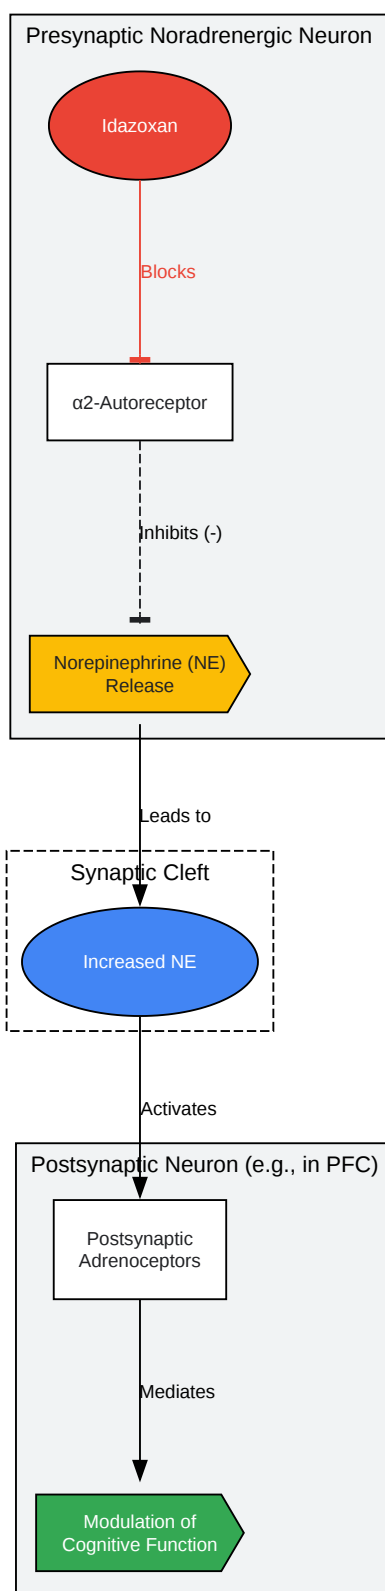 Presynaptic Noradrenergic Neuron
Idazoxan
Blocks
α2-Autoreceptor
Inhibits (-)
Norepinephrine (NE)
Release
Leads to
Synaptic Cleft
Increased NE
Activates
Postsynaptic Neuron (e.g., in PFC)
Postsynaptic
Adrenoceptors
Mediates
Modulation of
Cognitive Function